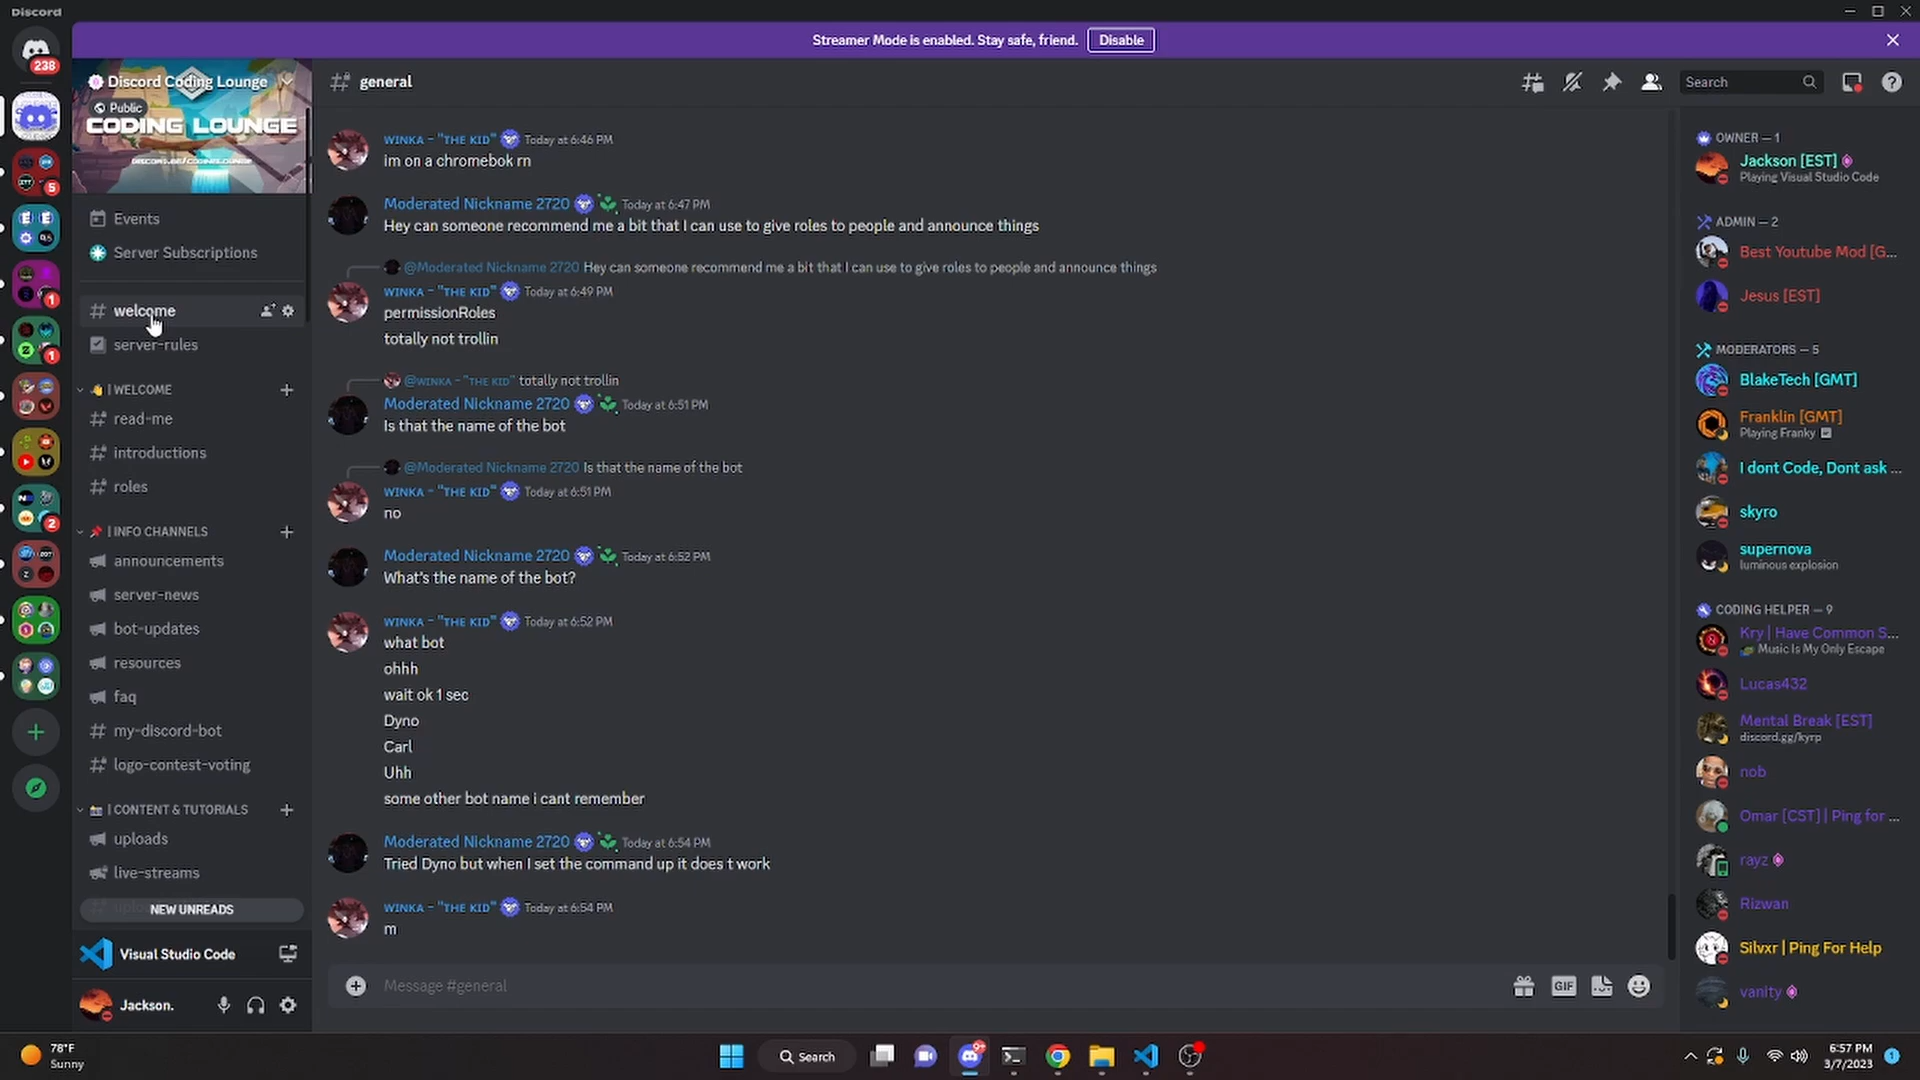 Discord
Streamer Mode is enabled. Stay safe, friend.
Disable
238
5
1
1
2
Discord Coding Lounge
Public
CODING LOUNGE
DISCORD.GG/CODINGLOUNGE
Events
Server Subscriptions
welcome
server-rules
| WELCOME
read-me
introductions
roles
| INFO CHANNELS
announcements
server-news
bot-updates
resources
faq
my-discord-bot
logo-contest-voting
| CONTENT & TUTORIALS
uploads
live-streams
NEW UNREADS
Visual Studio Code
Jackson.
general
Search
WINKA - "THE KID" Today at 6:46 PM
im on a chromebok rn
Moderated Nickname 2720 Today at 6:47 PM
Hey can someone recommend me a bit that I can use to give roles to people and announce things
@Moderated Nickname 2720 Hey can someone recommend me a bit that I can use to give roles to people and announce things
WINKA - "THE KID" Today at 6:49 PM
permissionRoles
totally not trollin
@WINKA - "THE KID" totally not trollin
Moderated Nickname 2720 Today at 6:51 PM
Is that the name of the bot
@Moderated Nickname 2720 Is that the name of the bot
WINKA - "THE KID" Today at 6:51 PM
no
Moderated Nickname 2720 Today at 6:52 PM
What's the name of the bot?
WINKA - "THE KID" Today at 6:52 PM
what bot
ohhh
wait ok 1 sec
Dyno
Carl
Uhh
some other bot name i cant remember
Moderated Nickname 2720 Today at 6:54 PM
Tried Dyno but when I set the command up it does t work
WINKA - "THE KID" Today at 6:54 PM
m
Message #general
GIF
OWNER — 1
Jackson [EST]
Playing Visual Studio Code
ADMIN — 2
Best Youtube Mod [G...
Jesus [EST]
MODERATORS — 5
BlakeTech [GMT]
Franklin [GMT]
Playing Franky
I dont Code, Dont ask ...
skyro
supernova
luminous explosion
CODING HELPER — 9
Kry | Have Common S...
Music Is My Only Escape
Lucas432
Mental Break [EST]
discord.gg/kyrp
nob
Omar [CST] | Ping for ...
rayz
Rizwan
Silvxr | Ping For Help
vanity
78°F
Sunny
Search
9+
6:57 PM
3/7/2023
1